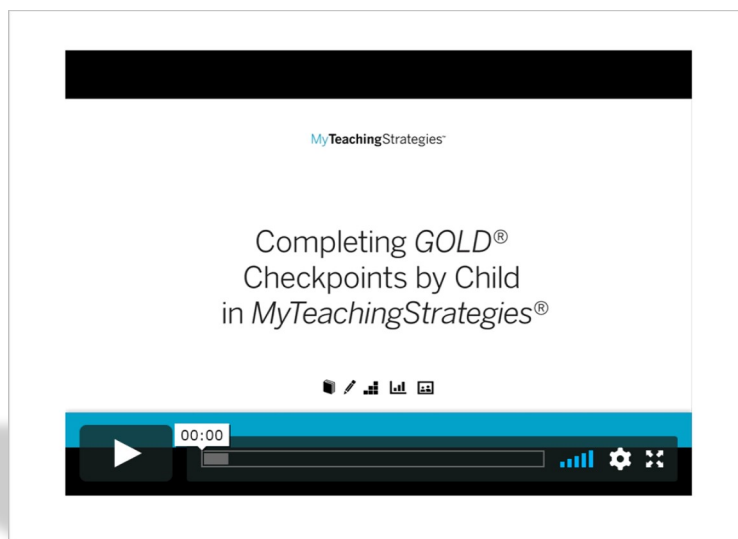 MyTeachingStrategies™
Completing GOLD®
Checkpoints by Child
in MyTeachingStrategies®
00:00